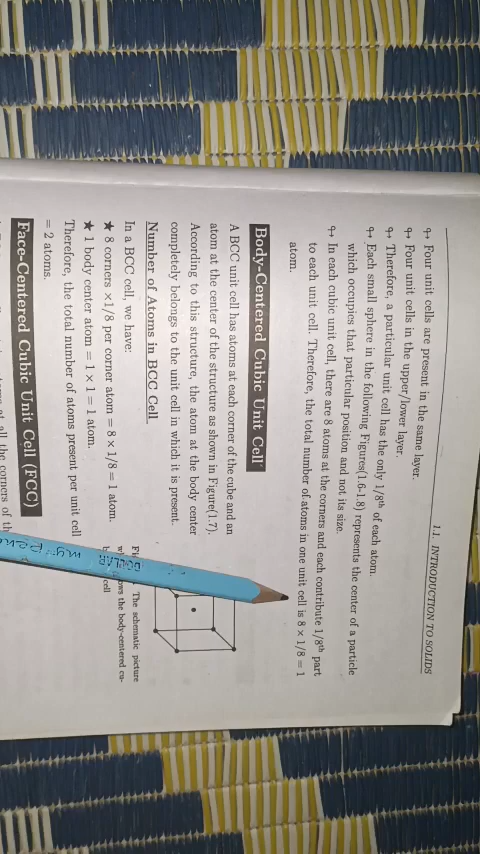 1.1. INTRODUCTION TO SOLIDS
Four unit cells are present in the same layer.
Four unit cells in the upper/lower layer.
Therefore, a particular unit cell has the only 1/8th of each atom.
Each small sphere in the following Figures(1.6-1.8) represents the center of a particle
which occupies that particular position and not its size.
In each cubic unit cell, there are 8 atoms at the corners and each contribute 1/8th part
to each unit cell. Therefore, the total number of atoms in one unit cell is 8 × 1/8 = 1
atom.
Body-Centered Cubic Unit Cell
A BCC unit cell has atoms at each corner of the cube and an
atom at the center of the structure as shown in Figure(1.7).
According to this structure, the atom at the body center
completely belongs to the unit cell in which it is present.
Number of Atoms in BCC Cell
In a BCC cell, we have:
★ 8 corners ×1/8 per corner atom = 8 × 1/8 = 1 atom.
★ 1 body center atom = 1 × 1 = 1 atom.
Therefore, the total number of atoms present per unit cell
= 2 atoms.
The schematic picture
the body-centered cu-
cell
DOLLAR my
Face-Centered Cubic Unit Cell (FCC)
all the corners of